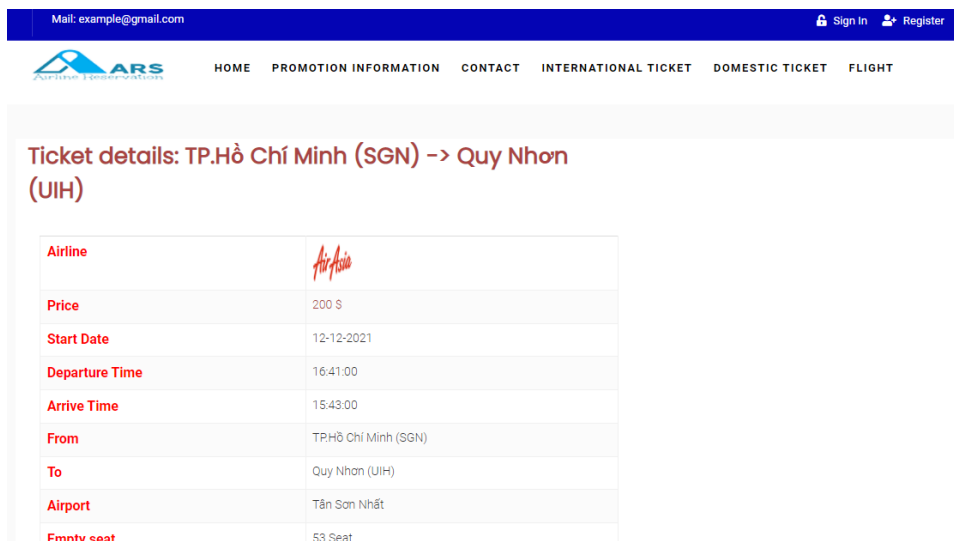 Mail: example@gmail.com
Sign In Register
ARS
Airline Reservation
HOME PROMOTION INFORMATION CONTACT INTERNATIONAL TICKET DOMESTIC TICKET FLIGHT
Ticket details: TP.Hồ Chí Minh (SGN) -> Quy Nhơn
(UIH)
Airline AirAsia
Price 200 $
Start Date 12-12-2021
Departure Time 16:41:00
Arrive Time 15:43:00
From TP.Hồ Chí Minh (SGN)
To Quy Nhơn (UIH)
Airport Tân Sơn Nhất
Empty seat 53 Seat